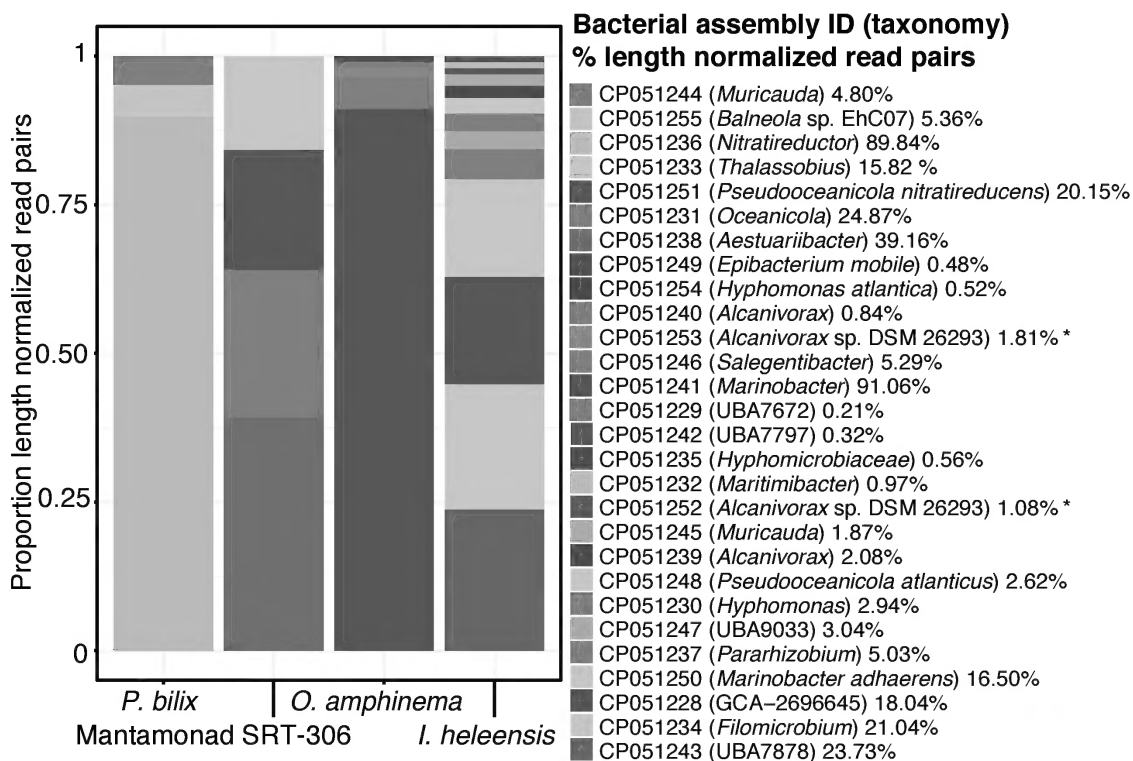 Bacterial assembly ID (taxonomy)
% length normalized read pairs
Proportion length normalized read pairs
1
0.75
0.50
0.25
0
P. bilix
O. amphinema
Mantamonad SRT-306
I. heleensis
CP051244 (Muricauda) 4.80%
CP051255 (Balneola sp. EhC07) 5.36%
CP051236 (Nitratireductor) 89.84%
CP051233 (Thalassobius) 15.82 %
CP051251 (Pseudooceanicola nitratireducens) 20.15%
CP051231 (Oceanicola) 24.87%
CP051238 (Aestuariibacter) 39.16%
CP051249 (Epibacterium mobile) 0.48%
CP051254 (Hyphomonas atlantica) 0.52%
CP051240 (Alcanivorax) 0.84%
CP051253 (Alcanivorax sp. DSM 26293) 1.81% *
CP051246 (Salegentibacter) 5.29%
CP051241 (Marinobacter) 91.06%
CP051229 (UBA7672) 0.21%
CP051242 (UBA7797) 0.32%
CP051235 (Hyphomicrobiaceae) 0.56%
CP051232 (Maritimibacter) 0.97%
CP051252 (Alcanivorax sp. DSM 26293) 1.08% *
CP051245 (Muricauda) 1.87%
CP051239 (Alcanivorax) 2.08%
CP051248 (Pseudooceanicola atlanticus) 2.62%
CP051230 (Hyphomonas) 2.94%
CP051247 (UBA9033) 3.04%
CP051237 (Pararhizobium) 5.03%
CP051250 (Marinobacter adhaerens) 16.50%
CP051228 (GCA−2696645) 18.04%
CP051234 (Filomicrobium) 21.04%
CP051243 (UBA7878) 23.73%